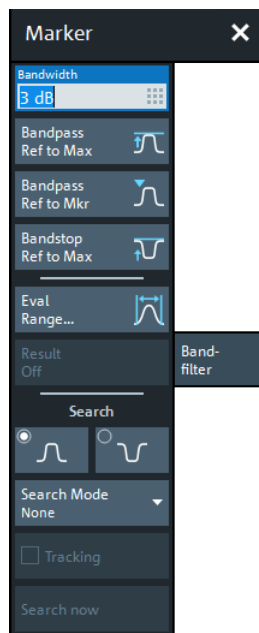 Marker
Bandwidth
3 dB
Bandpass
Ref to Max
Bandpass
Ref to Mkr
Bandstop
Ref to Max
Eval
Range...
Result
Off
Band-
filter
Search
Search Mode
None
Tracking
Search now